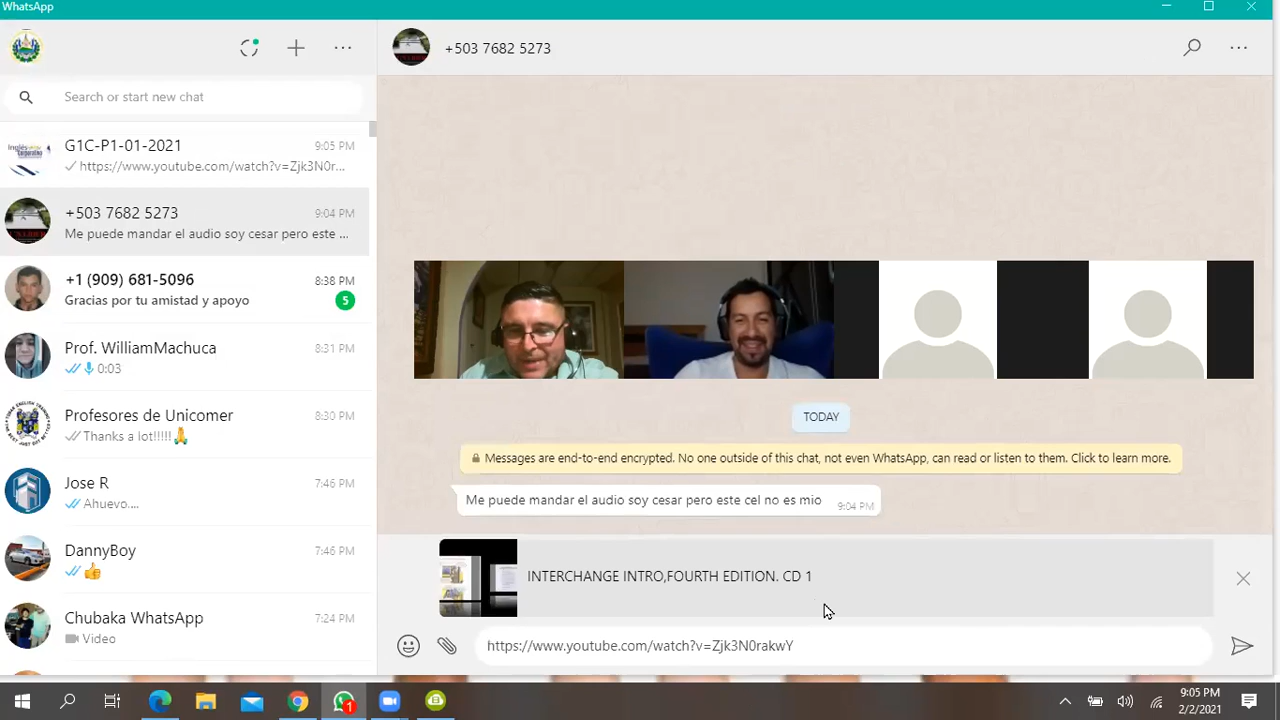 WhatsApp
Search or start new chat
G1C-P1-01-2021
9:05 PM
https://www.youtube.com/watch?v=Zjk3N0r...
+503 7682 5273
9:04 PM
Me puede mandar el audio soy cesar pero este ...
+1 (909) 681-5096
8:38 PM
Gracias por tu amistad y apoyo
5
Prof. WilliamMachuca
8:31 PM
0:03
Profesores de Unicomer
8:30 PM
Thanks a lot!!!!!🙏
Jose R
7:46 PM
Ahuevo....
DannyBoy
7:46 PM
👍
Chubaka WhatsApp
7:24 PM
Video
+503 7682 5273
TODAY
Messages are end-to-end encrypted. No one outside of this chat, not even WhatsApp, can read or listen to them. Click to learn more.
Me puede mandar el audio soy cesar pero este cel no es mio
9:04 PM
INTERCHANGE INTRO,FOURTH EDITION. CD 1
https://www.youtube.com/watch?v=Zjk3N0rakwY
1
9:05 PM
2/2/2021